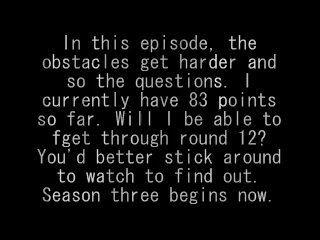 In this episode, the
obstacles get harder and
so the questions. I
currently have 83 points
so far. Will I be able to
fget through round 12?
You'd better stick around
to watch to find out.
Season three begins now.